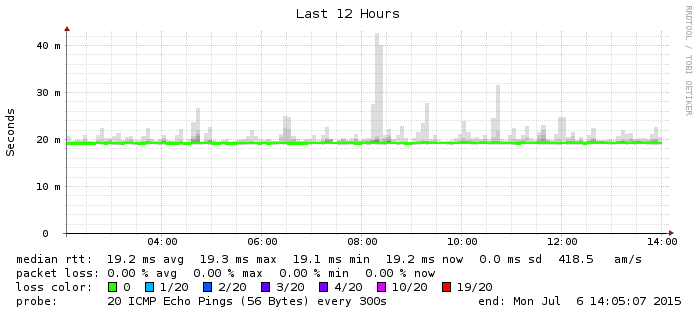 Last 12 Hours
RRDTOOL / TOBI OETIKER
Seconds
40 m
30 m
20 m
10 m
0
04:00 06:00 08:00 10:00 12:00 14:00
median rtt: 19.2 ms avg 19.3 ms max 19.1 ms min 19.2 ms now 0.0 ms sd 418.5 am/s
packet loss: 0.00 % avg 0.00 % max 0.00 % min 0.00 % now
loss color: 0 1/20 2/20 3/20 4/20 10/20 19/20
probe: 20 ICMP Echo Pings (56 Bytes) every 300s end: Mon Jul 6 14:05:07 2015